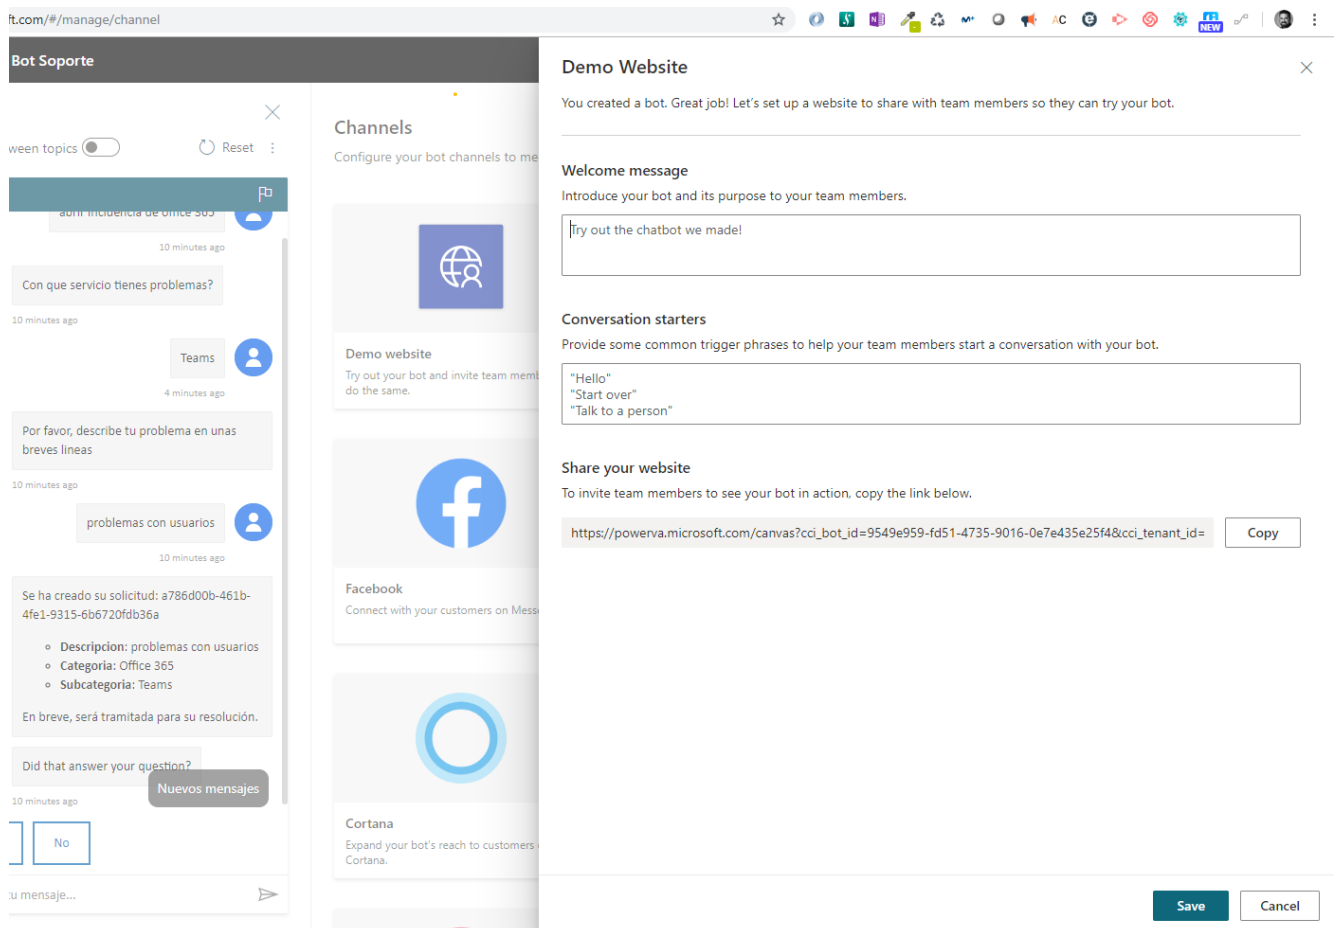 ft.com/#/manage/channel
NEW
Bot Soporte
ween topics
Reset
abrir incidencia de office 365
10 minutes ago
Con que servicio tienes problemas?
10 minutes ago
Teams
4 minutes ago
Por favor, describe tu problema en unas
breves lineas
10 minutes ago
problemas con usuarios
10 minutes ago
Se ha creado su solicitud: a786d00b-461b-
4fe1-9315-6b6720fdb36a
Descripcion: problemas con usuarios
Categoria: Office 365
Subcategoria: Teams
En breve, será tramitada para su resolución.
Did that answer your question?
Nuevos mensajes
10 minutes ago
No
tu mensaje...
Channels
Configure your bot channels to me
Demo website
Try out your bot and invite team memb
do the same.
Facebook
Connect with your customers on Mess
Cortana
Expand your bot's reach to customers
Cortana.
Demo Website
You created a bot. Great job! Let's set up a website to share with team members so they can try your bot.
Welcome message
Introduce your bot and its purpose to your team members.
Try out the chatbot we made!
Conversation starters
Provide some common trigger phrases to help your team members start a conversation with your bot.
"Hello"
"Start over"
"Talk to a person"
Share your website
To invite team members to see your bot in action, copy the link below.
https://powerva.microsoft.com/canvas?cci_bot_id=9549e959-fd51-4735-9016-0e7e435e25f4&cci_tenant_id=
Copy
Save
Cancel